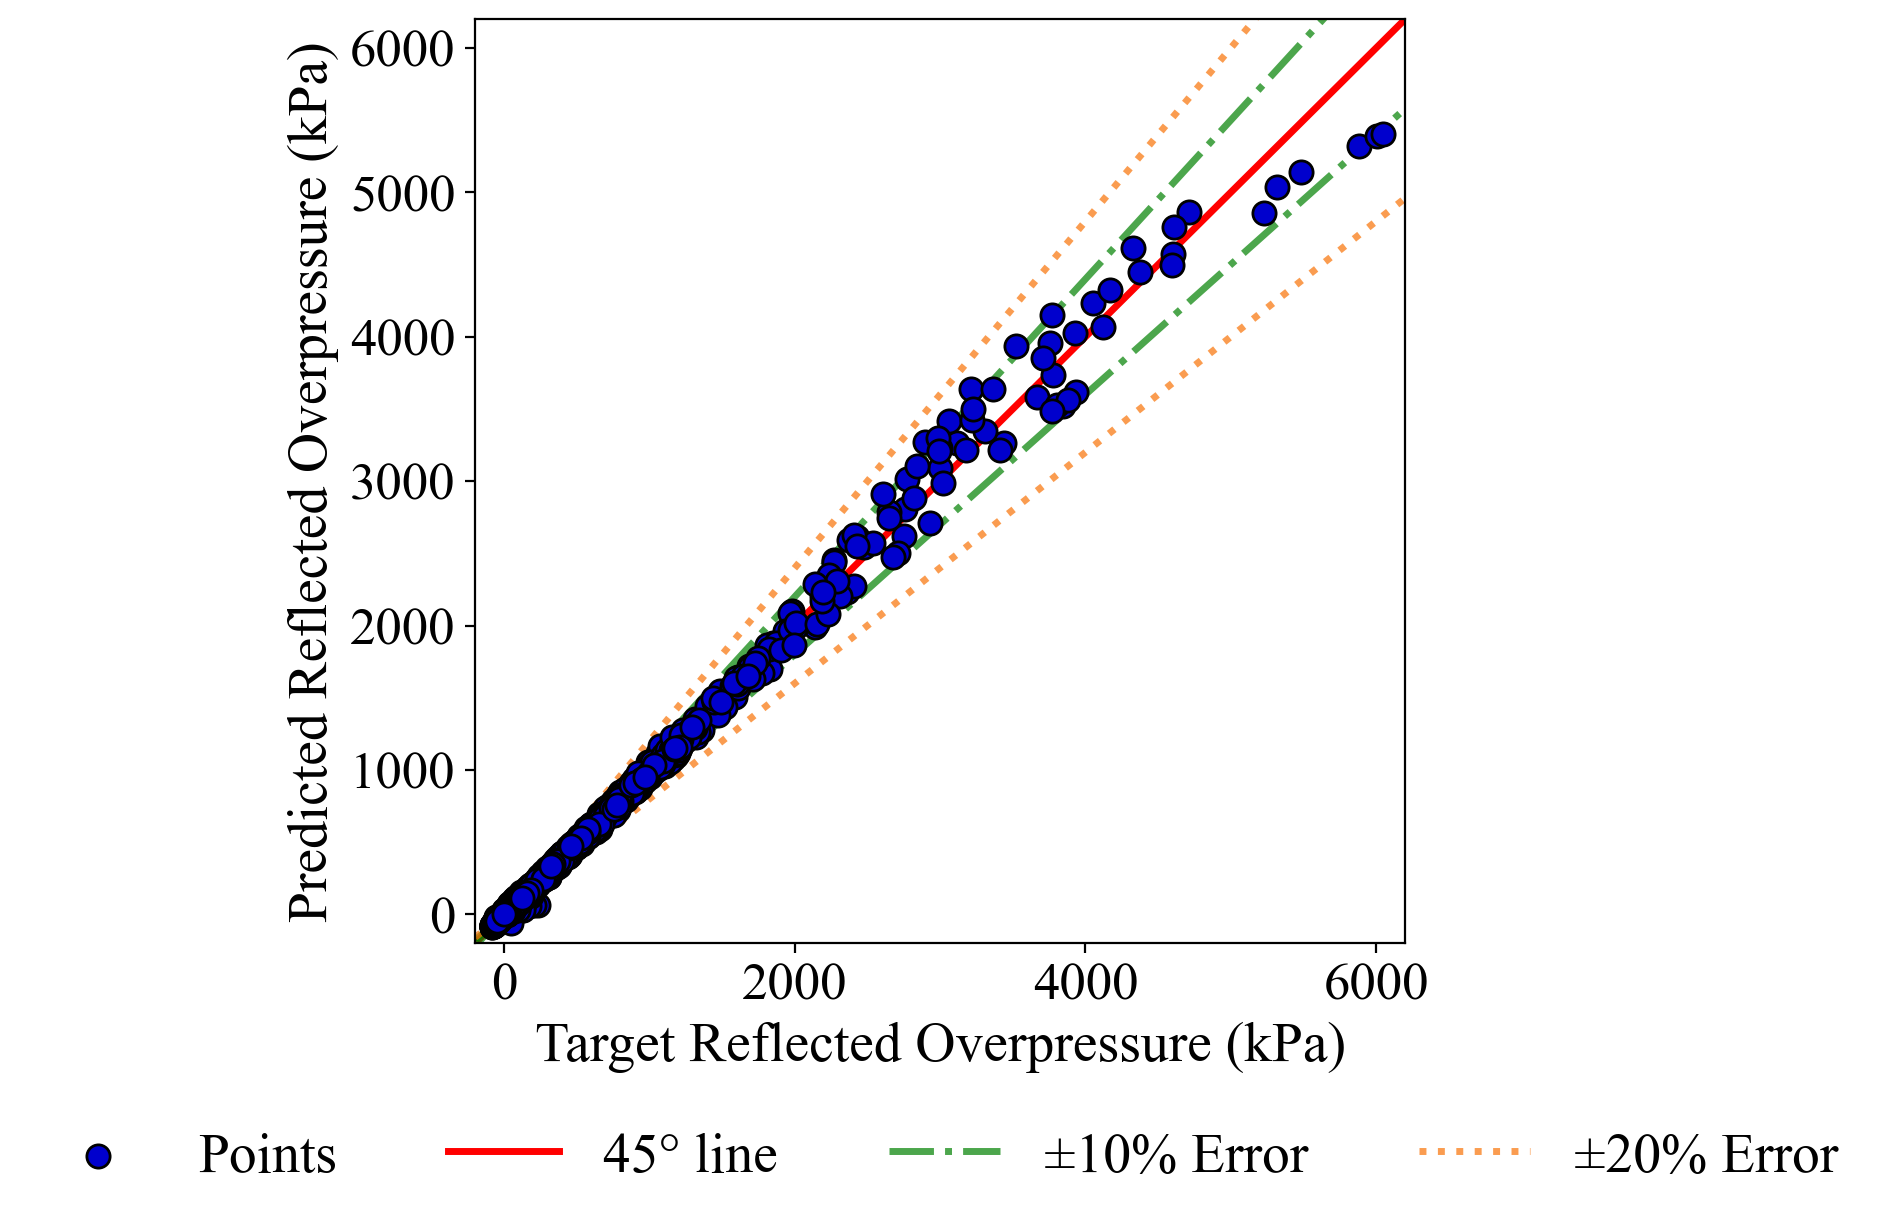 Predicted Reflected Overpressure (kPa)
6000
5000
4000
3000
2000
1000
0
0 2000 4000 6000
Target Reflected Overpressure (kPa)
Points 45° line ±10% Error ±20% Error